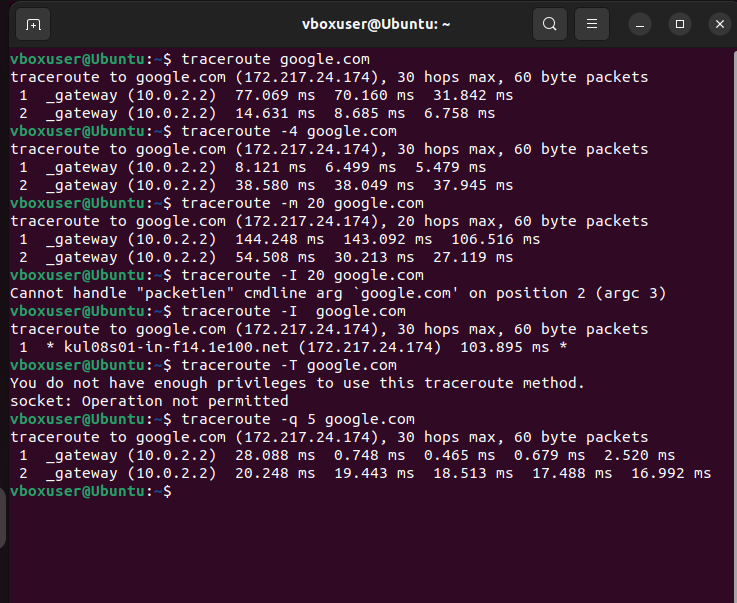 vboxuser@Ubuntu: ~
vboxuser@Ubuntu:~$ traceroute google.com
traceroute to google.com (172.217.24.174), 30 hops max, 60 byte packets
 1  _gateway (10.0.2.2)  77.069 ms  70.160 ms  31.842 ms
 2  _gateway (10.0.2.2)  14.631 ms  8.685 ms  6.758 ms
vboxuser@Ubuntu:~$ traceroute -4 google.com
traceroute to google.com (172.217.24.174), 30 hops max, 60 byte packets
 1  _gateway (10.0.2.2)  8.121 ms  6.499 ms  5.479 ms
 2  _gateway (10.0.2.2)  38.580 ms  38.049 ms  37.945 ms
vboxuser@Ubuntu:~$ traceroute -m 20 google.com
traceroute to google.com (172.217.24.174), 20 hops max, 60 byte packets
 1  _gateway (10.0.2.2)  144.248 ms  143.092 ms  106.516 ms
 2  _gateway (10.0.2.2)  54.508 ms  30.213 ms  27.119 ms
vboxuser@Ubuntu:~$ traceroute -I 20 google.com
Cannot handle "packetlen" cmdline arg `google.com' on position 2 (argc 3)
vboxuser@Ubuntu:~$ traceroute -I  google.com
traceroute to google.com (172.217.24.174), 30 hops max, 60 byte packets
 1  * kul08s01-in-f14.1e100.net (172.217.24.174)  103.895 ms *
vboxuser@Ubuntu:~$ traceroute -T google.com
You do not have enough privileges to use this traceroute method.
socket: Operation not permitted
vboxuser@Ubuntu:~$ traceroute -q 5 google.com
traceroute to google.com (172.217.24.174), 30 hops max, 60 byte packets
 1  _gateway (10.0.2.2)  28.088 ms  0.748 ms  0.465 ms  0.679 ms  2.520 ms
 2  _gateway (10.0.2.2)  20.248 ms  19.443 ms  18.513 ms  17.488 ms  16.992 ms
vboxuser@Ubuntu:~$